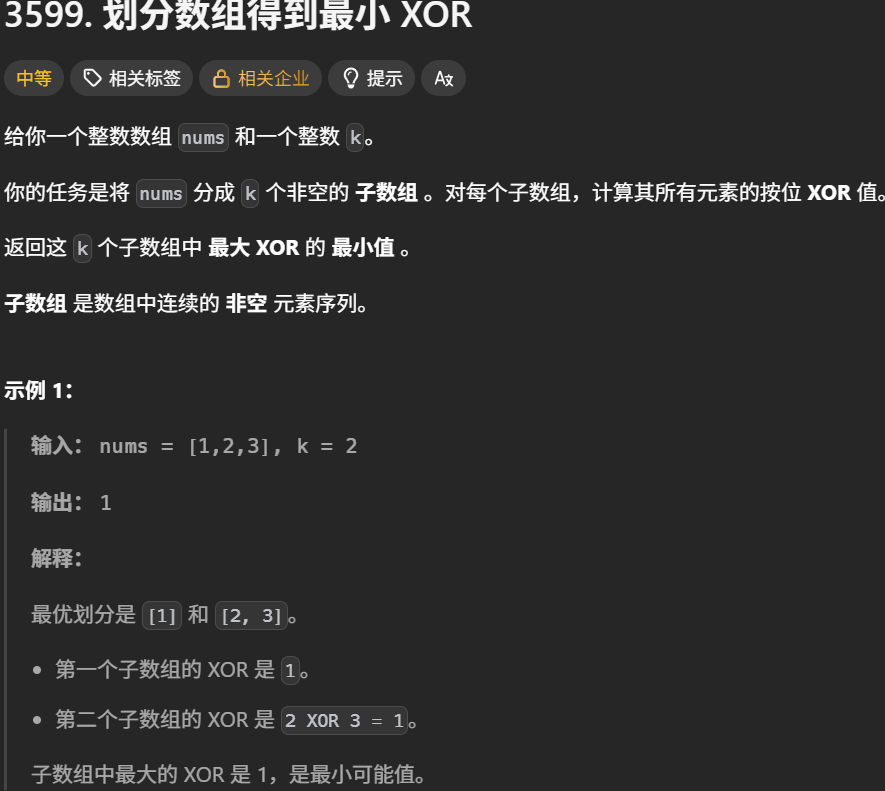 3599. 划分数组得到最小 XOR
中等 相关标签 相关企业 提示 A文
给你一个整数数组 nums 和一个整数 k。
你的任务是将 nums 分成 k 个非空的 子数组 。对每个子数组，计算其所有元素的按位 XOR 值。
返回这 k 个子数组中 最大 XOR 的 最小值 。
子数组 是数组中连续的 非空 元素序列。
示例 1：
输入： nums = [1,2,3], k = 2
输出： 1
解释：
最优划分是 [1] 和 [2, 3]。
• 第一个子数组的 XOR 是 1。
• 第二个子数组的 XOR 是 2 XOR 3 = 1。
子数组中最大的 XOR 是 1，是最小可能值。